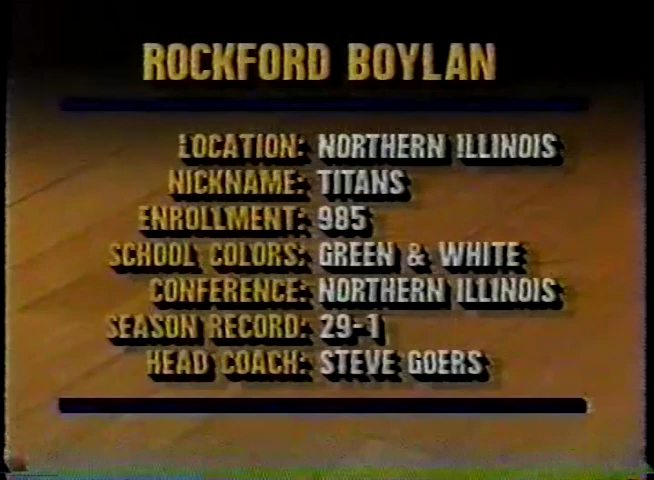 ROCKFORD BOYLAN
LOCATION: NORTHERN ILLINOIS
NICKNAME: TITANS
ENROLLMENT: 985
SCHOOL COLORS: GREEN & WHITE
CONFERENCE: NORTHERN ILLINOIS
SEASON RECORD: 29-1
HEAD COACH: STEVE GOERS